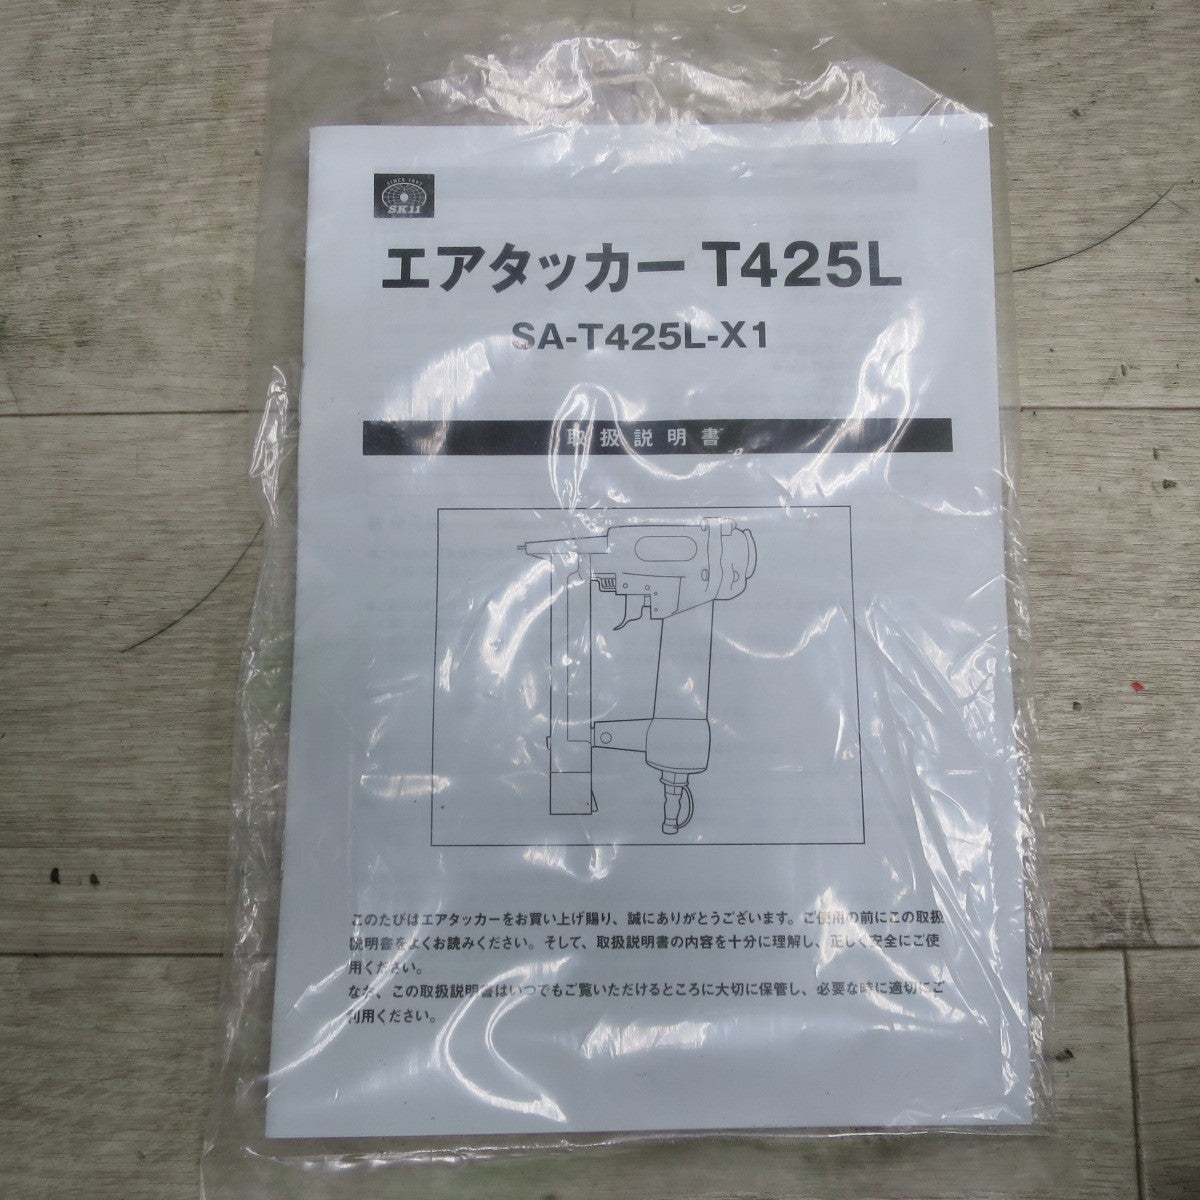 SINCE 1897
SK11
エアタッカー T425L
SA-T425L-X1
取扱説明書
このたびはエアタッカーをお買い上げ賜り、誠にありがとうございます。ご使用の前にこの取扱
説明書をよくお読みください。そして、取扱説明書の内容を十分に理解し、正しく安全にご使
用ください。
なお、この取扱説明書はいつでもご覧いただけるところに大切に保管し、必要な時に適切にご
利用ください。